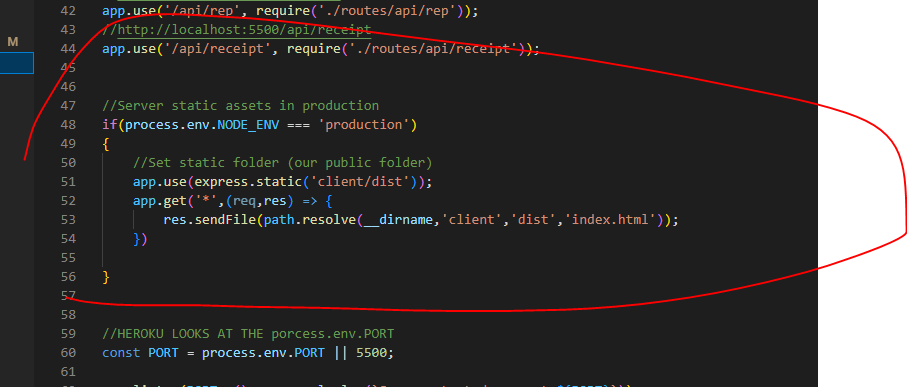 42 app.use('/api/rep', require('./routes/api/rep'));
43 //http://localhost:5500/api/receipt
M
44 app.use('/api/receipt', require('./routes/api/receipt'));
45
46
47 //Server static assets in production
48 if(process.env.NODE_ENV === 'production')
49 {
50 //Set static folder (our public folder)
51 app.use(express.static('client/dist'));
52 app.get('*',(req,res) => {
53 res.sendFile(path.resolve(__dirname,'client','dist','index.html'));
54 })
55
56 }
57
58
59 //HEROKU LOOKS AT THE porcess.env.PORT
60 const PORT = process.env.PORT || 5500;
61